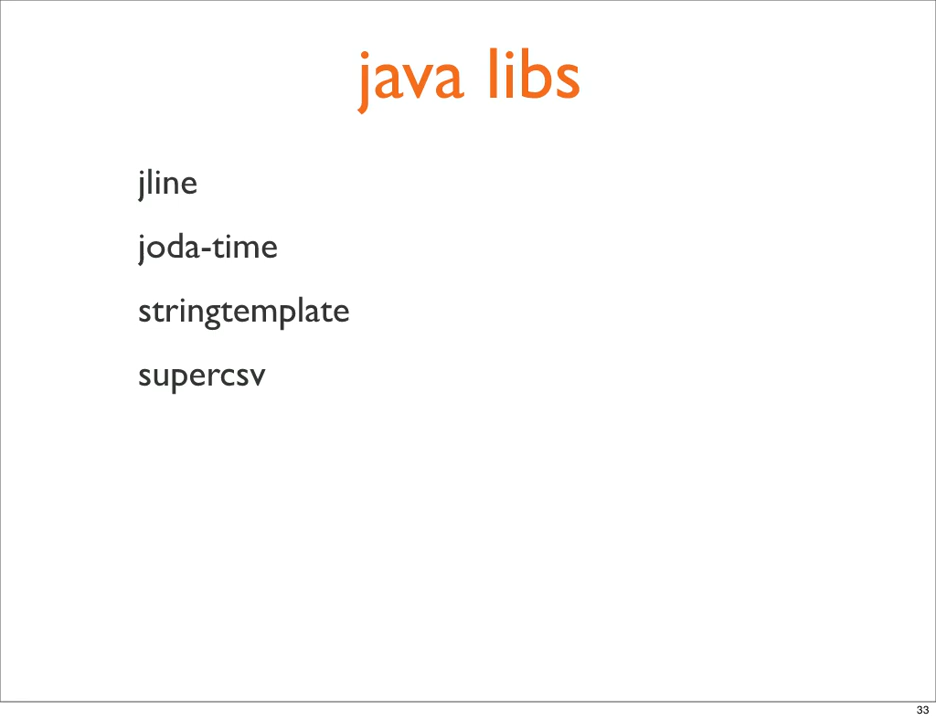 java libs
jline
joda-time
stringtemplate
supercsv
33